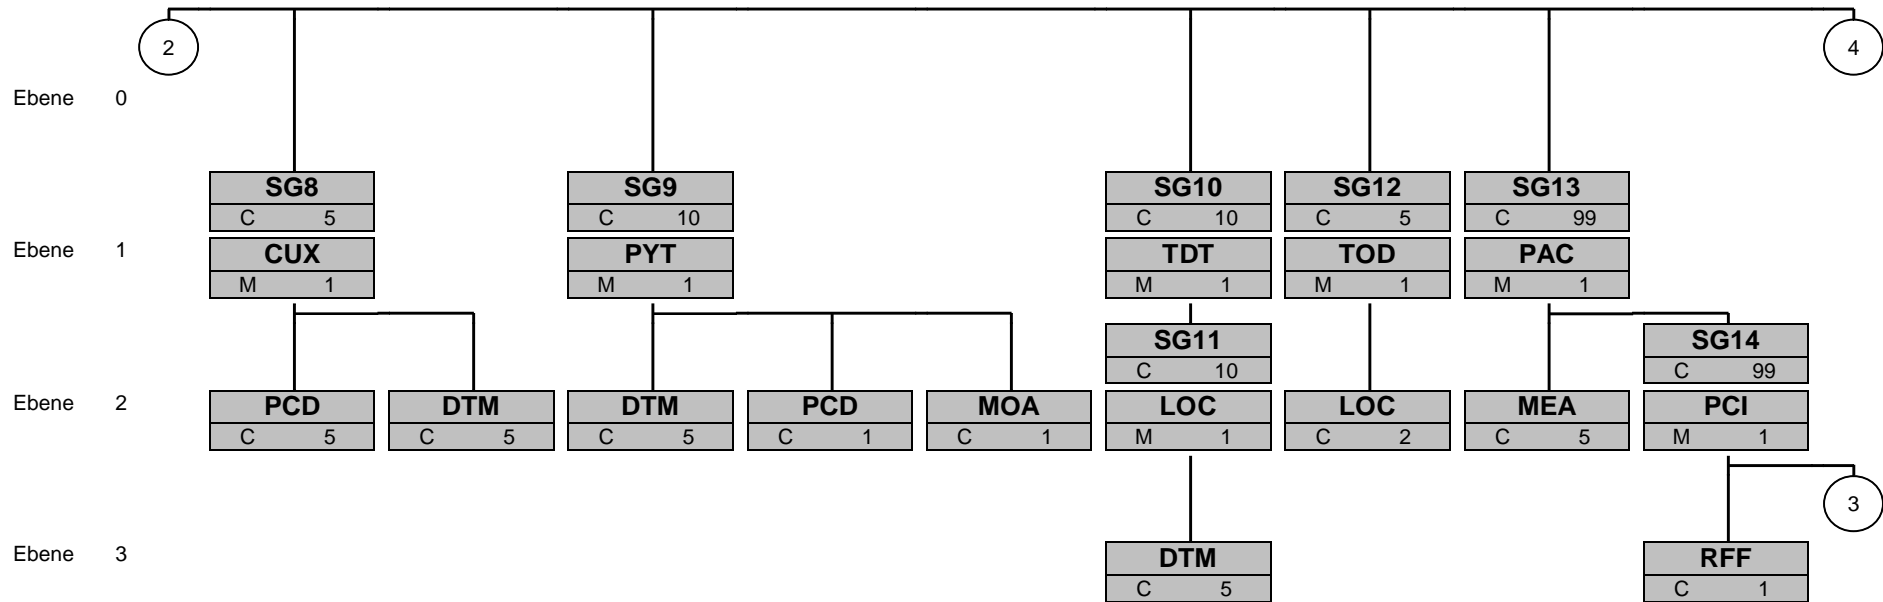 2 4
Ebene 0
SG8 SG9 SG10 SG12 SG13
C 5 C 10 C 10 C 5 C 99
Ebene 1 CUX PYT TDT TOD PAC
M 1 M 1 M 1 M 1 M 1
SG11 SG14
C 10 C 99
Ebene 2 PCD DTM DTM PCD MOA LOC LOC MEA PCI
C 5 C 5 C 5 C 1 C 1 M 1 C 2 C 5 M 1
3
Ebene 3 DTM RFF
C 5 C 1